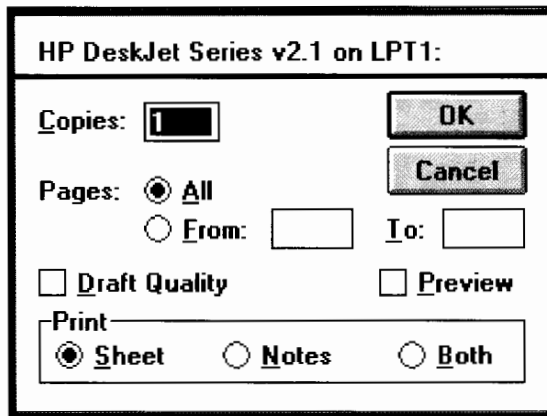 HP DeskJet Series v2.1 on LPT1:
Copies: 1 OK
Cancel
Pages: All
From: To:
Draft Quality Preview
Print
Sheet Notes Both